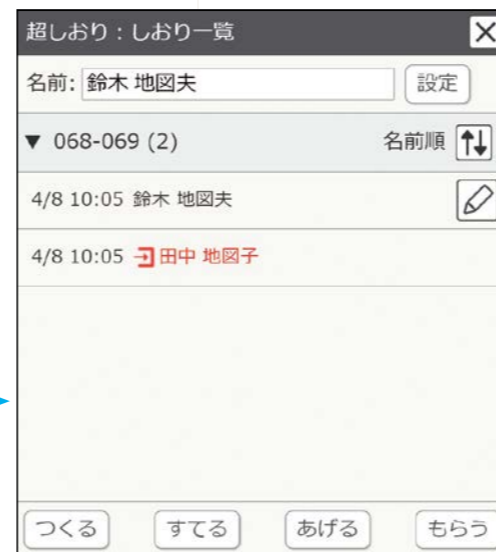 超しおり：しおり一覧
名前: 鈴木 地図夫 設定
▼ 068-069 (2) 名前順
4/8 10:05 鈴木 地図夫
4/8 10:05 田中 地図子
つくる すてる あげる もらう